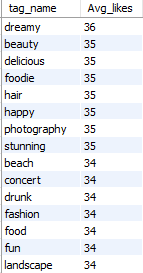 tag_name Avg_likes
dreamy 36
beauty 35
delicious 35
foodie 35
hair 35
happy 35
photography 35
stunning 35
beach 34
concert 34
drunk 34
fashion 34
food 34
fun 34
landscape 34